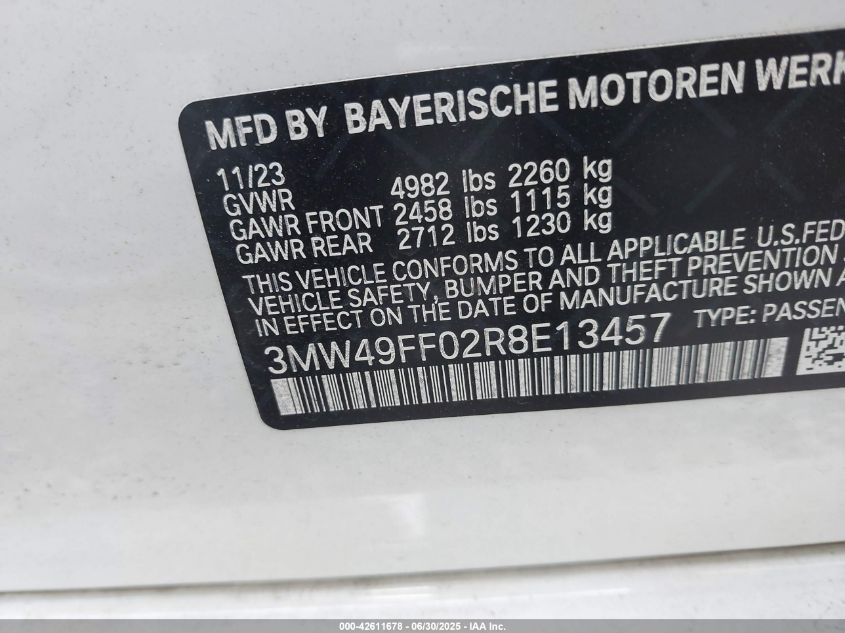 MFD BY BAYERISCHE MOTOREN WERK
11/23
GVWR 4982 lbs 2260 kg
GAWR FRONT 2458 lbs 1115 kg
GAWR REAR 2712 lbs 1230 kg
THIS VEHICLE CONFORMS TO ALL APPLICABLE U.S.FED
VEHICLE SAFETY, BUMPER AND THEFT PREVENTION
IN EFFECT ON THE DATE OF MANUFACTURE SHOWN A
3MW49FF02R8E13457 TYPE: PASSEN
000-42611678 - 06/30/2025 - IAA Inc.